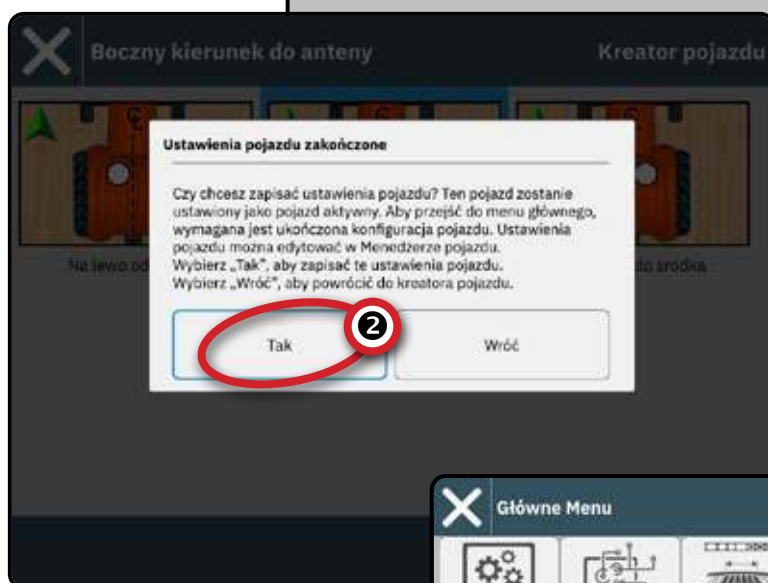 Boczny kierunek do anteny
Kreator pojazdu
Ustawienia pojazdu zakończone
Czy chcesz zapisać ustawienia pojazdu? Ten pojazd zostanie
ustawiony jako pojazd aktywny. Aby przejść do menu głównego,
wymagana jest ukończona konfiguracja pojazdu. Ustawienia
pojazdu można edytować w Menedżerze pojazdu.
Wybierz „Tak”, aby zapisać te ustawienia pojazdu.
Wybierz „Wróć”, aby powrócić do kreatora pojazdu.
Na lewo od
do środka
Tak
2
Wróć
Główne Menu